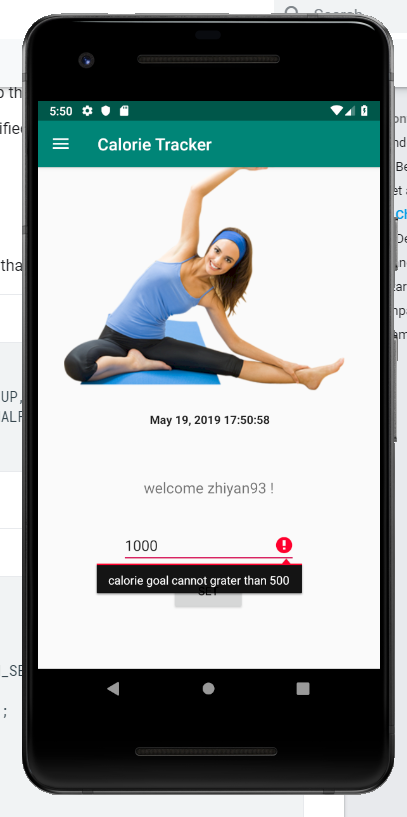 Search
5:50
Calorie Tracker
May 19, 2019 17:50:58
welcome zhiyan93 !
1000
calorie goal cannot grater than 500
SET